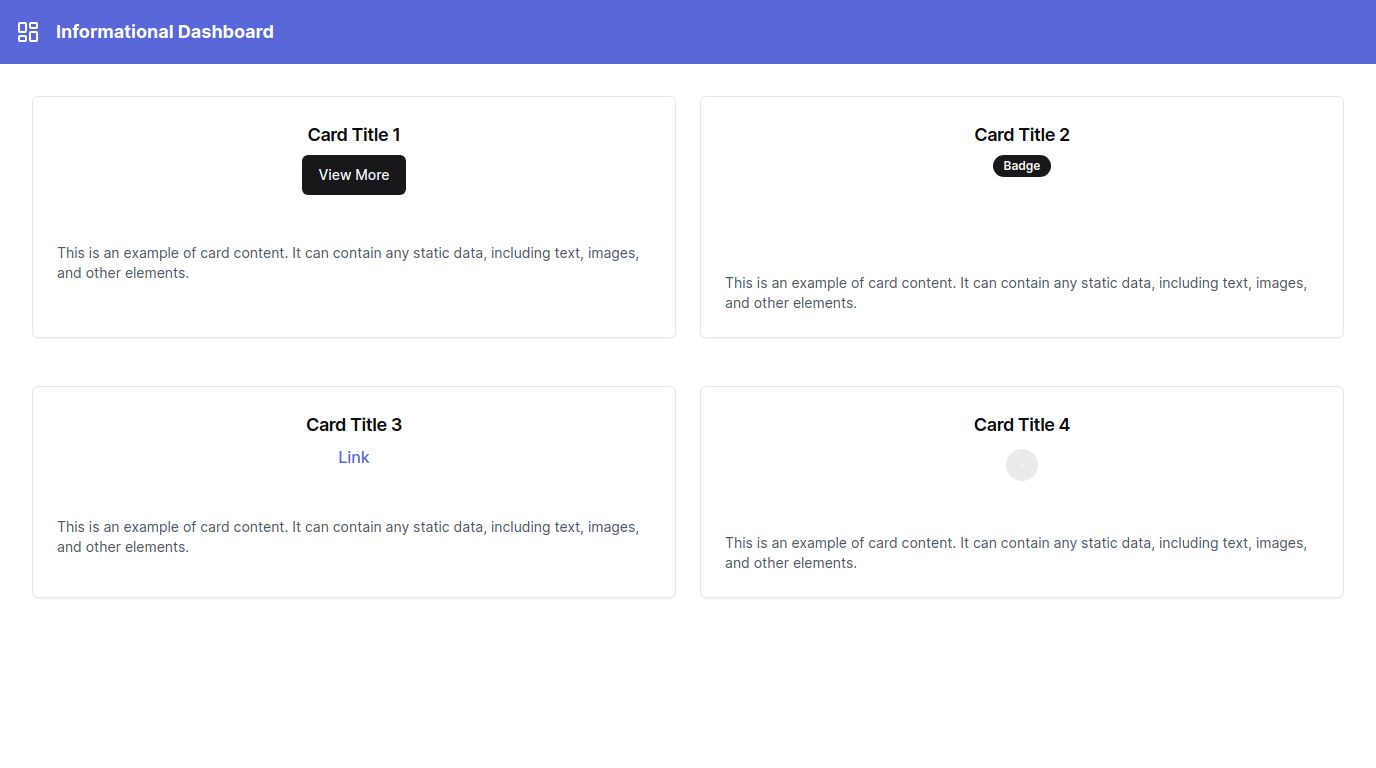 Informational Dashboard
Card Title 1
View More
This is an example of card content. It can contain any static data, including text, images,
and other elements.
Card Title 2
Badge
This is an example of card content. It can contain any static data, including text, images,
and other elements.
Card Title 3
Link
This is an example of card content. It can contain any static data, including text, images,
and other elements.
Card Title 4
This is an example of card content. It can contain any static data, including text, images,
and other elements.